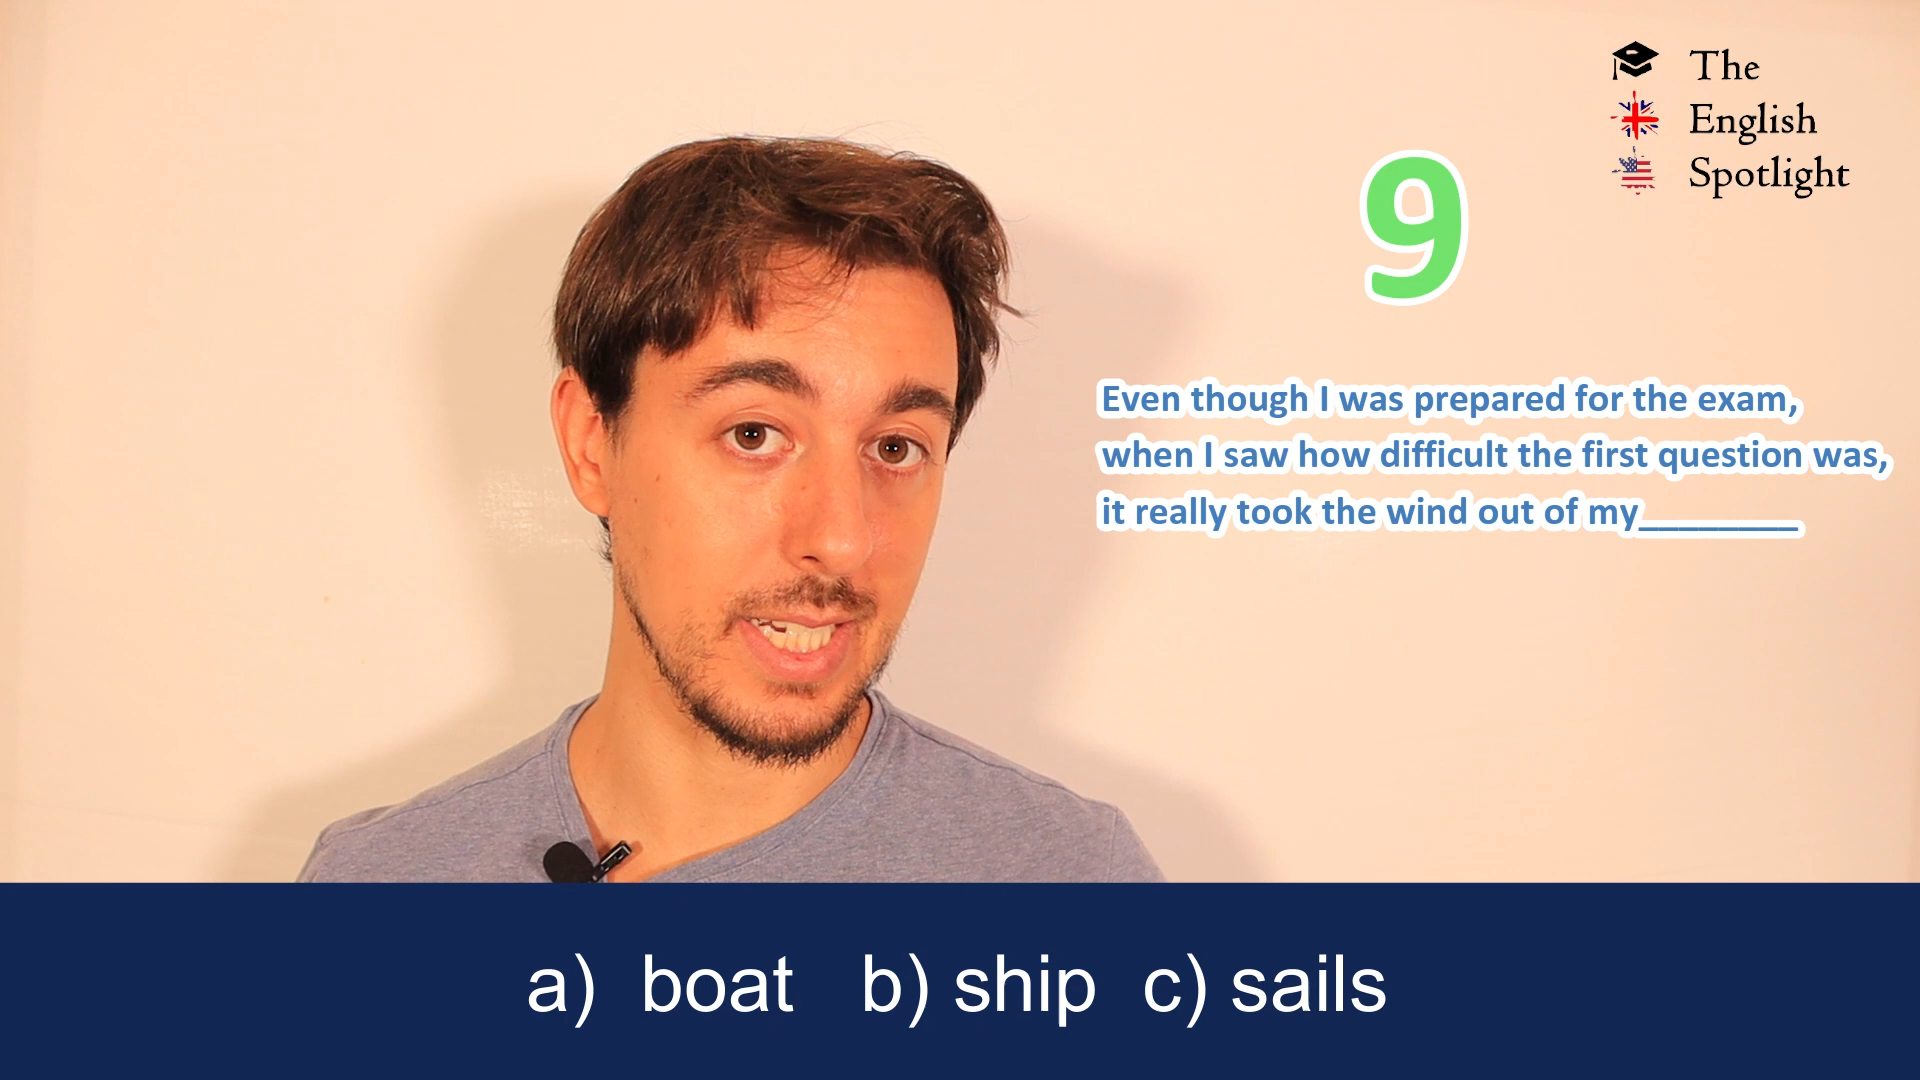 The
English
Spotlight
9
Even though I was prepared for the exam,
when I saw how difficult the first question was,
it really took the wind out of my________
a) boat b) ship c) sails